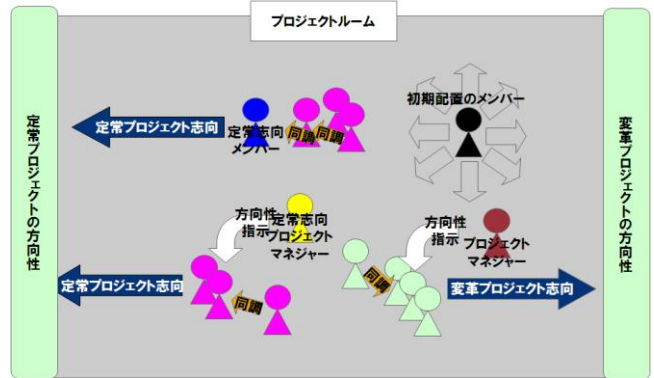 プロジェクトルーム
定常プロジェクトの方向性
変革プロジェクトの方向性
初期配置のメンバー
定常プロジェクト志向
定常志向
メンバー
同調
同調
方向性
指示
定常志向
プロジェクト
マネジャー
方向性
指示
プロジェクト
マネジャー
定常プロジェクト志向
同調
同調
変革プロジェクト志向